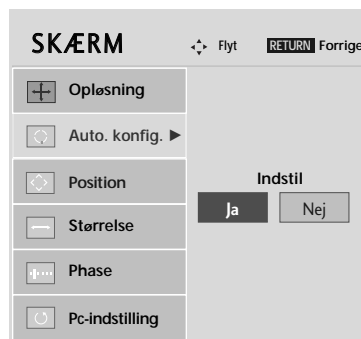 SKÆRM
Flyt RETURN Forrige
Opløsning
Auto. konfig. ►
Position
Størrelse
Phase
Pc-indstilling
Indstil
Ja Nej